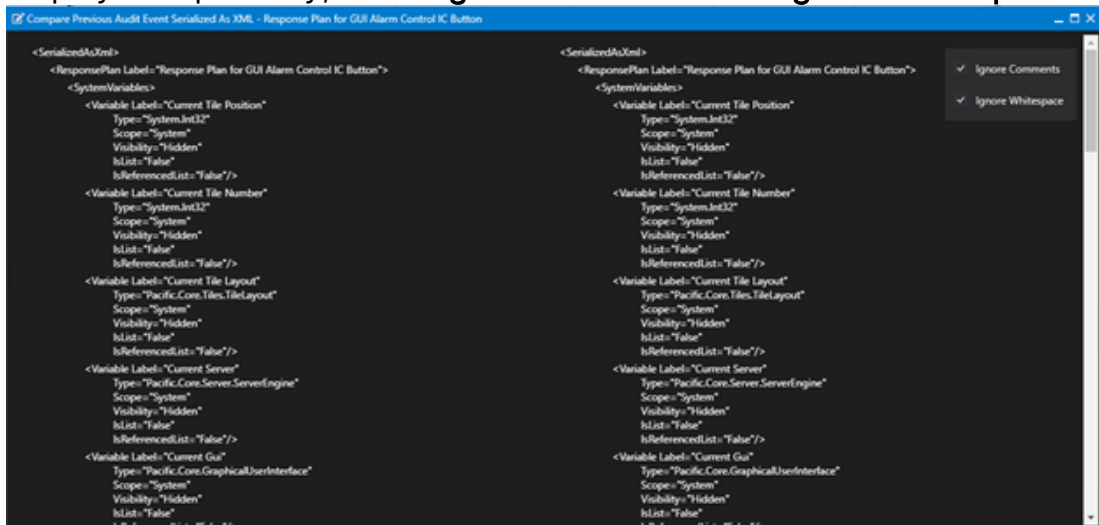 Compare Previous Audit Event Serialized As XML - Response Plan for GUI Alarm Control IC Button
<SerializedAsXml>
<ResponsePlan Label="Response Plan for GUI Alarm Control IC Button">
<SystemVariables>
<Variable Label="Current Tile Position"
Type="System.Int32"
Scope="System"
Visibility="Hidden"
IsList="False"
IsReferencedList="False"/>
<Variable Label="Current Tile Number"
Type="System.Int32"
Scope="System"
Visibility="Hidden"
IsList="False"
IsReferencedList="False"/>
<Variable Label="Current Tile Layout"
Type="Pacific.Core.Tiles.TileLayout"
Scope="System"
Visibility="Hidden"
IsList="False"
IsReferencedList="False"/>
<Variable Label="Current Server"
Type="Pacific.Core.Server.ServerEngine"
Scope="System"
Visibility="Hidden"
IsList="False"
IsReferencedList="False"/>
<Variable Label="Current Gui"
Type="Pacific.Core.GraphicalUserInterface"
Scope="System"
Visibility="Hidden"
IsList="False"
<SerializedAsXml>
<ResponsePlan Label="Response Plan for GUI Alarm Control IC Button">
<SystemVariables>
<Variable Label="Current Tile Position"
Type="System.Int32"
Scope="System"
Visibility="Hidden"
IsList="False"
IsReferencedList="False"/>
<Variable Label="Current Tile Number"
Type="System.Int32"
Scope="System"
Visibility="Hidden"
IsList="False"
IsReferencedList="False"/>
<Variable Label="Current Tile Layout"
Type="Pacific.Core.Tiles.TileLayout"
Scope="System"
Visibility="Hidden"
IsList="False"
IsReferencedList="False"/>
<Variable Label="Current Server"
Type="Pacific.Core.Server.ServerEngine"
Scope="System"
Visibility="Hidden"
IsList="False"
IsReferencedList="False"/>
<Variable Label="Current Gui"
Type="Pacific.Core.GraphicalUserInterface"
Scope="System"
Visibility="Hidden"
IsList="False"
Ignore Comments
Ignore Whitespace